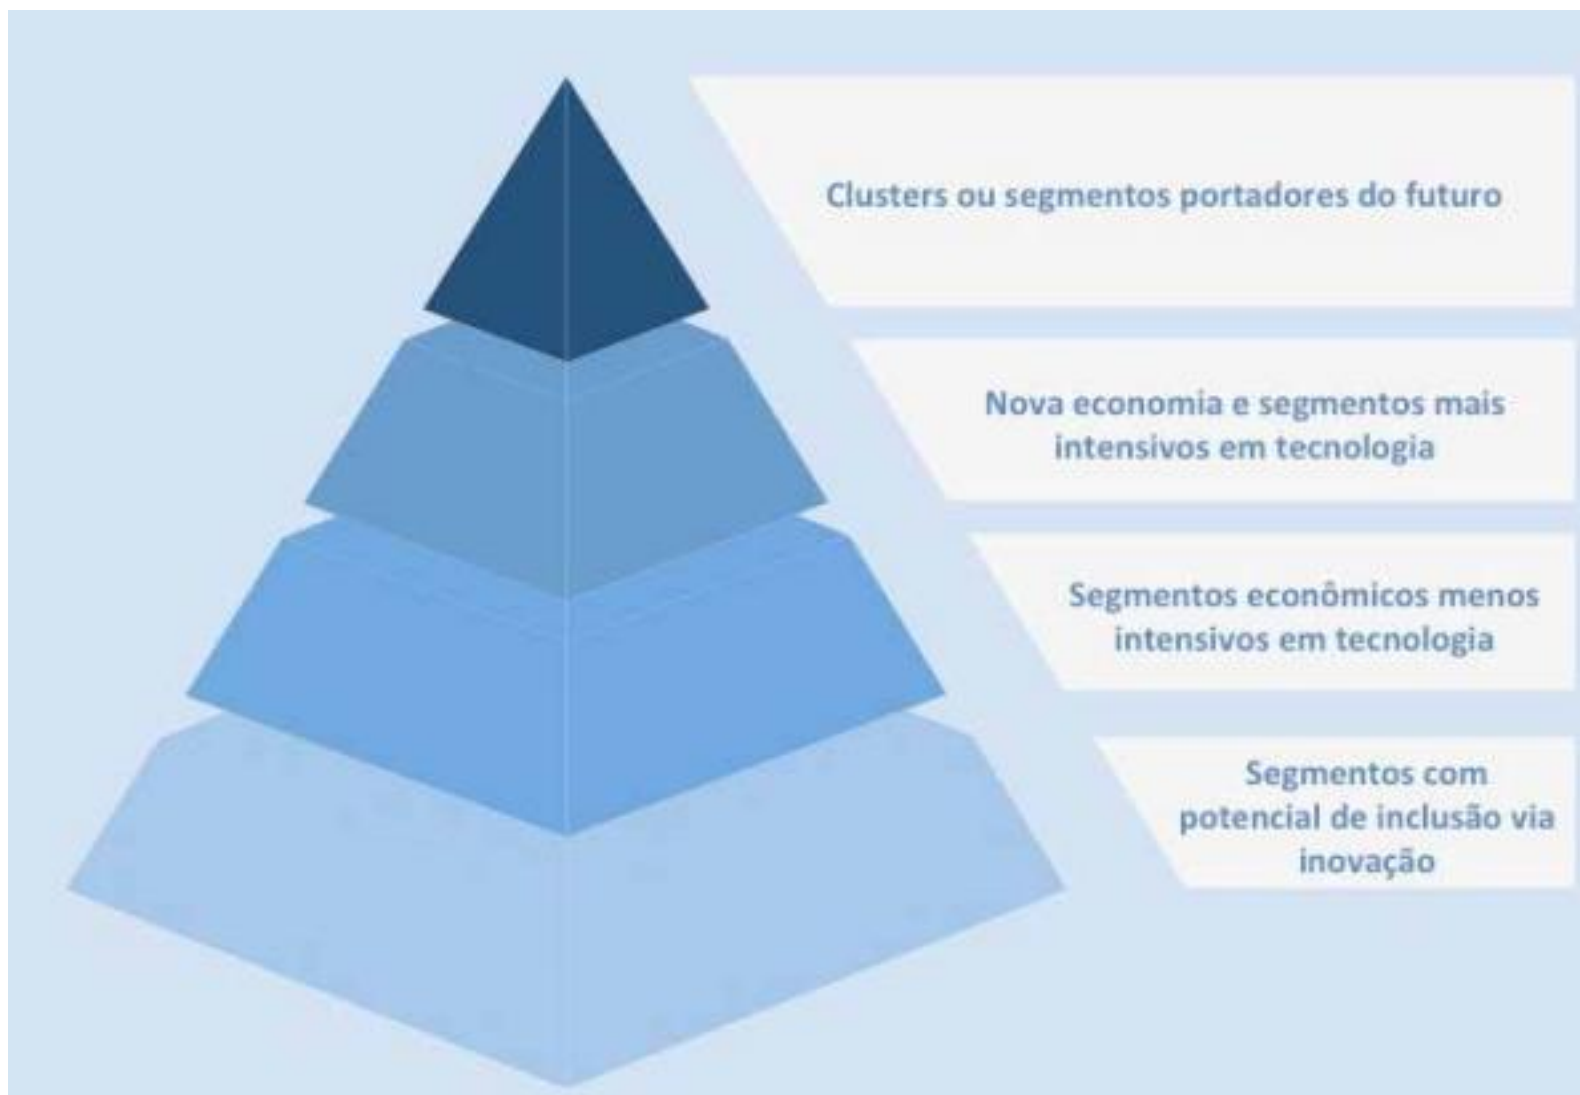 Clusters ou segmentos portadores do futuro
Nova economia e segmentos mais
intensivos em tecnologia
Segmentos econômicos menos
intensivos em tecnologia
Segmentos com
potencial de inclusão via
inovação